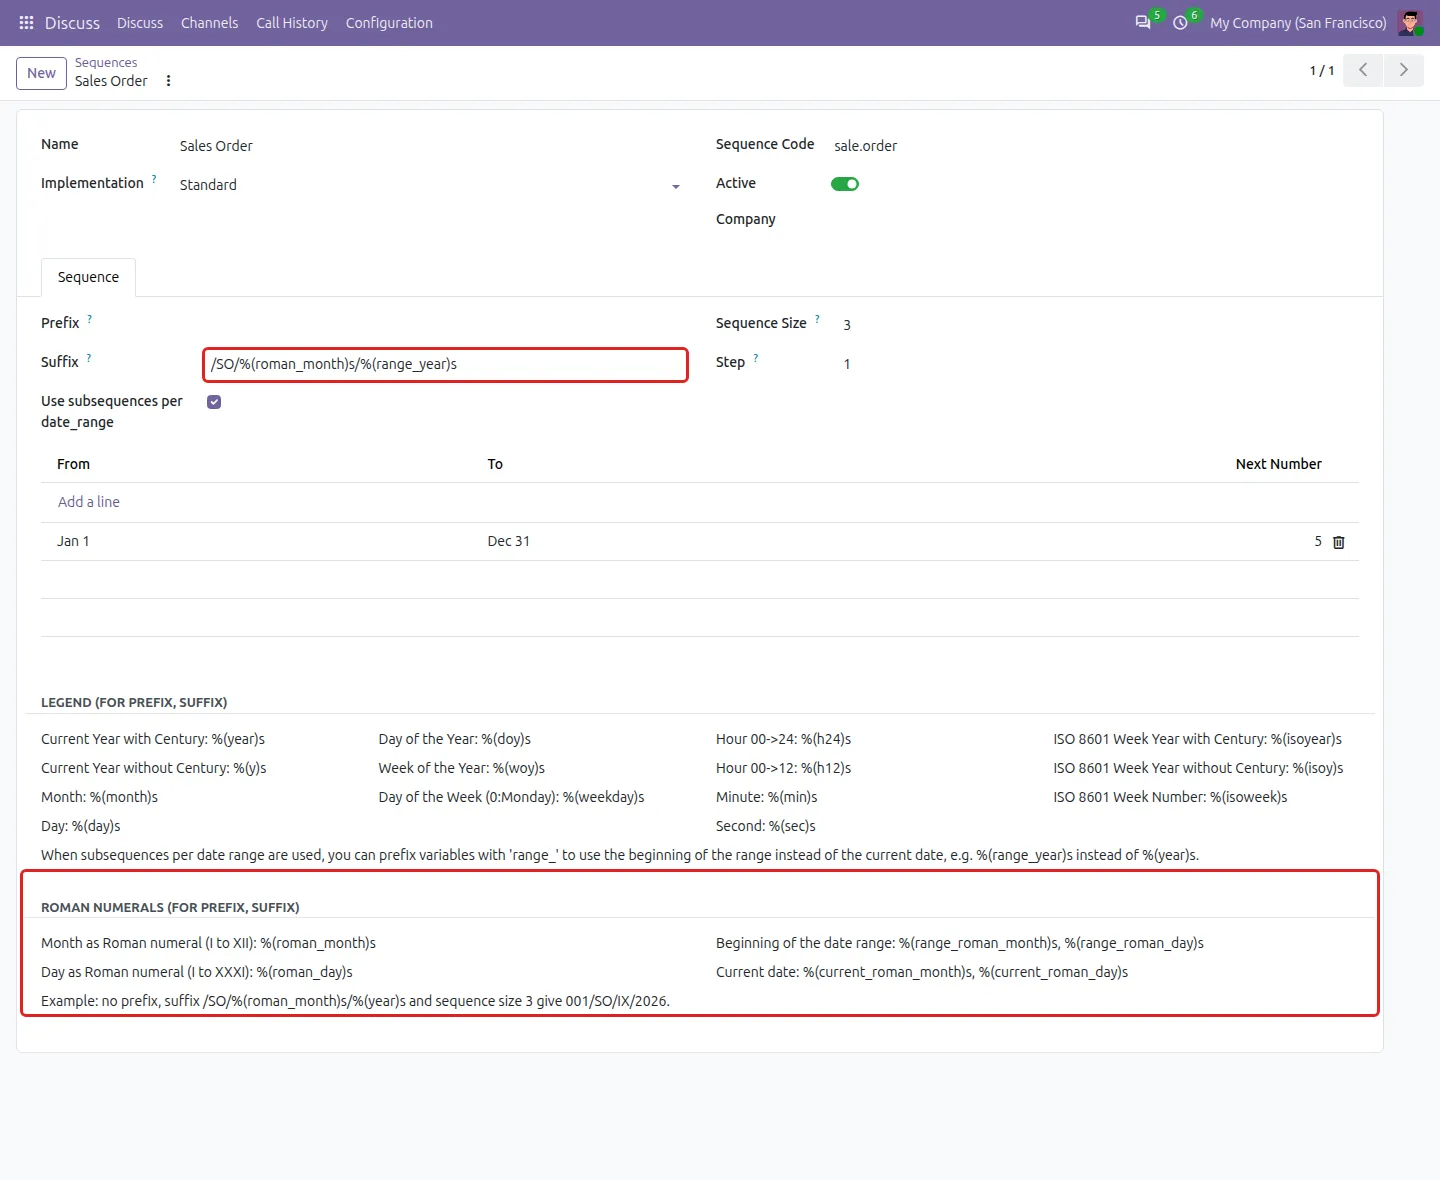 Discuss Discuss Channels Call History Configuration 5 6 My Company (San Francisco)
New Sequences
Sales Order
1 / 1
Name Sales Order Sequence Code sale.order
Implementation ? Standard Active
Company
Sequence
Prefix ? Sequence Size ? 3
Suffix ? /SO/%(roman_month)s/%(range_year)s Step ? 1
Use subsequences per
date_range
From To Next Number
Add a line
Jan 1 Dec 31 5
LEGEND (FOR PREFIX, SUFFIX)
Current Year with Century: %(year)s Day of the Year: %(doy)s Hour 00->24: %(h24)s ISO 8601 Week Year with Century: %(isoyear)s
Current Year without Century: %(y)s Week of the Year: %(woy)s Hour 00->12: %(h12)s ISO 8601 Week Year without Century: %(isoy)s
Month: %(month)s Day of the Week (0:Monday): %(weekday)s Minute: %(min)s ISO 8601 Week Number: %(isoweek)s
Day: %(day)s Second: %(sec)s
When subsequences per date range are used, you can prefix variables with 'range_' to use the beginning of the range instead of the current date, e.g. %(range_year)s instead of %(year)s.
ROMAN NUMERALS (FOR PREFIX, SUFFIX)
Month as Roman numeral (I to XII): %(roman_month)s Beginning of the date range: %(range_roman_month)s, %(range_roman_day)s
Day as Roman numeral (I to XXXI): %(roman_day)s Current date: %(current_roman_month)s, %(current_roman_day)s
Example: no prefix, suffix /SO/%(roman_month)s/%(year)s and sequence size 3 give 001/SO/IX/2026.